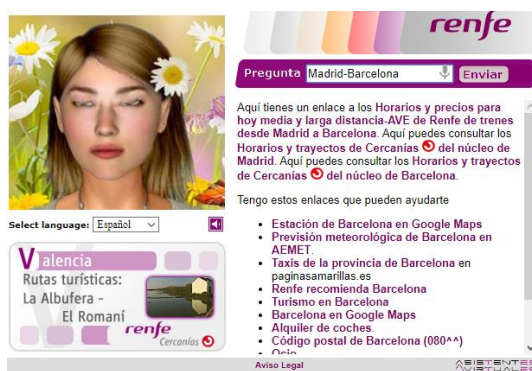 renfe
Pregunta Madrid-Barcelona Enviar
Aquí tienes un enlace a los Horarios y precios para
hoy media y larga distancia-AVE de Renfe de trenes
desde Madrid a Barcelona. Aquí puedes consultar los
Horarios y trayectos de Cercanías del núcleo de
Madrid. Aquí puedes consultar los Horarios y trayectos
de Cercanías del núcleo de Barcelona.
Tengo estos enlaces que pueden ayudarte
Estación de Barcelona en Google Maps
Previsión meteorológica de Barcelona en
AEMET.
Taxis de la provincia de Barcelona en
paginasamarillas.es
Renfe recomienda Barcelona
Turismo en Barcelona
Barcelona en Google Maps
Alquiler de coches.
Código postal de Barcelona (080^^)
Ocio
Select language: Español
Valencia
Rutas turísticas:
La Albufera -
El Romaní
renfe
Cercanías
Aviso Legal
ASISTENTES
VIRTUALES